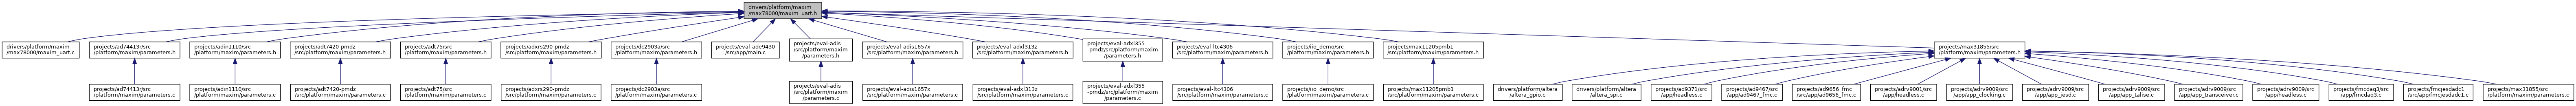 drivers/platform/maxim
/max78000/maxim_uart.h
drivers/platform/maxim
/max78000/maxim_uart.c
projects/ad74413r/src
/platform/maxim/parameters.h
projects/adin1110/src
/platform/maxim/parameters.h
projects/adt7420-pmdz
/src/platform/maxim/parameters.h
projects/adt75/src
/platform/maxim/parameters.h
projects/adxrs290-pmdz
/src/platform/maxim/parameters.h
projects/dc2903a/src
/platform/maxim/parameters.h
projects/eval-ade9430
/src/app/main.c
projects/eval-adis
/src/platform/maxim
/parameters.h
projects/eval-adis1657x
/src/platform/maxim/parameters.h
projects/eval-adxl313z
/src/platform/maxim/parameters.h
projects/eval-adxl355
-pmdz/src/platform/maxim
/parameters.h
projects/eval-ltc4306
/src/platform/maxim/parameters.h
projects/iio_demo/src
/platform/maxim/parameters.h
projects/max11205pmb1
/src/platform/maxim/parameters.h
projects/max31855/src
/platform/maxim/parameters.h
projects/ad74413r/src
/platform/maxim/parameters.c
projects/adin1110/src
/platform/maxim/parameters.c
projects/adt7420-pmdz
/src/platform/maxim/parameters.c
projects/adt75/src
/platform/maxim/parameters.c
projects/adxrs290-pmdz
/src/platform/maxim/parameters.c
projects/dc2903a/src
/platform/maxim/parameters.c
projects/eval-adis
/src/platform/maxim
/parameters.c
projects/eval-adis1657x
/src/platform/maxim/parameters.c
projects/eval-adxl313z
/src/platform/maxim/parameters.c
projects/eval-adxl355
-pmdz/src/platform/maxim
/parameters.c
projects/eval-ltc4306
/src/platform/maxim/parameters.c
projects/iio_demo/src
/platform/maxim/parameters.c
projects/max11205pmb1
/src/platform/maxim/parameters.c
drivers/platform/altera
/altera_gpio.c
drivers/platform/altera
/altera_spi.c
projects/ad9371/src
/app/headless.c
projects/ad9467/src
/app/ad9467_fmc.c
projects/ad9656_fmc
/src/app/ad9656_fmc.c
projects/adrv9001/src
/app/headless.c
projects/adrv9009/src
/app/app_clocking.c
projects/adrv9009/src
/app/app_jesd.c
projects/adrv9009/src
/app/app_talise.c
projects/adrv9009/src
/app/app_transceiver.c
projects/adrv9009/src
/app/headless.c
projects/fmcdaq3/src
/app/fmcdaq3.c
projects/fmcjesdadc1
/src/app/fmcjesdadc1.c
projects/max31855/src
/platform/maxim/parameters.c